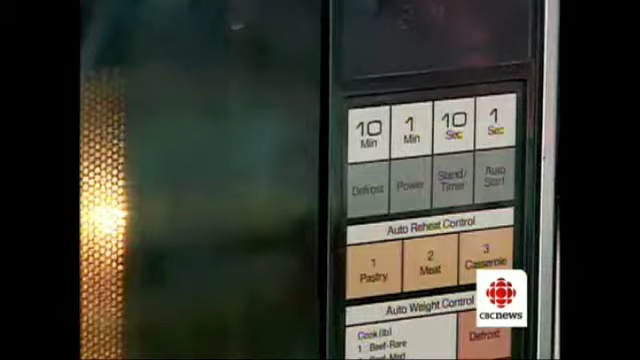 10 Min 1 Min 10 Sec 1 Sec
Defrost Power Stand/Timer Auto Start
Auto Reheat Control
1 Pastry 2 Meat 3 Casserole
Auto Weight Control
Cook(lb) Defrost
1 Beef-Rare
CBCNEWS